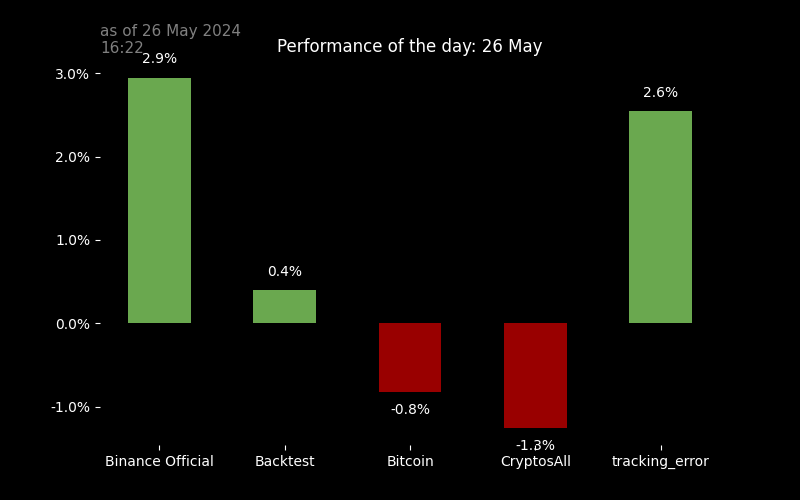 as of 26 May 2024
16:22
Performance of the day: 26 May
2.9%
0.4%
-0.8%
-1.3%
2.6%
3.0%
2.0%
1.0%
0.0%
-1.0%
Binance Official
Backtest
Bitcoin
CryptosAll
tracking_error